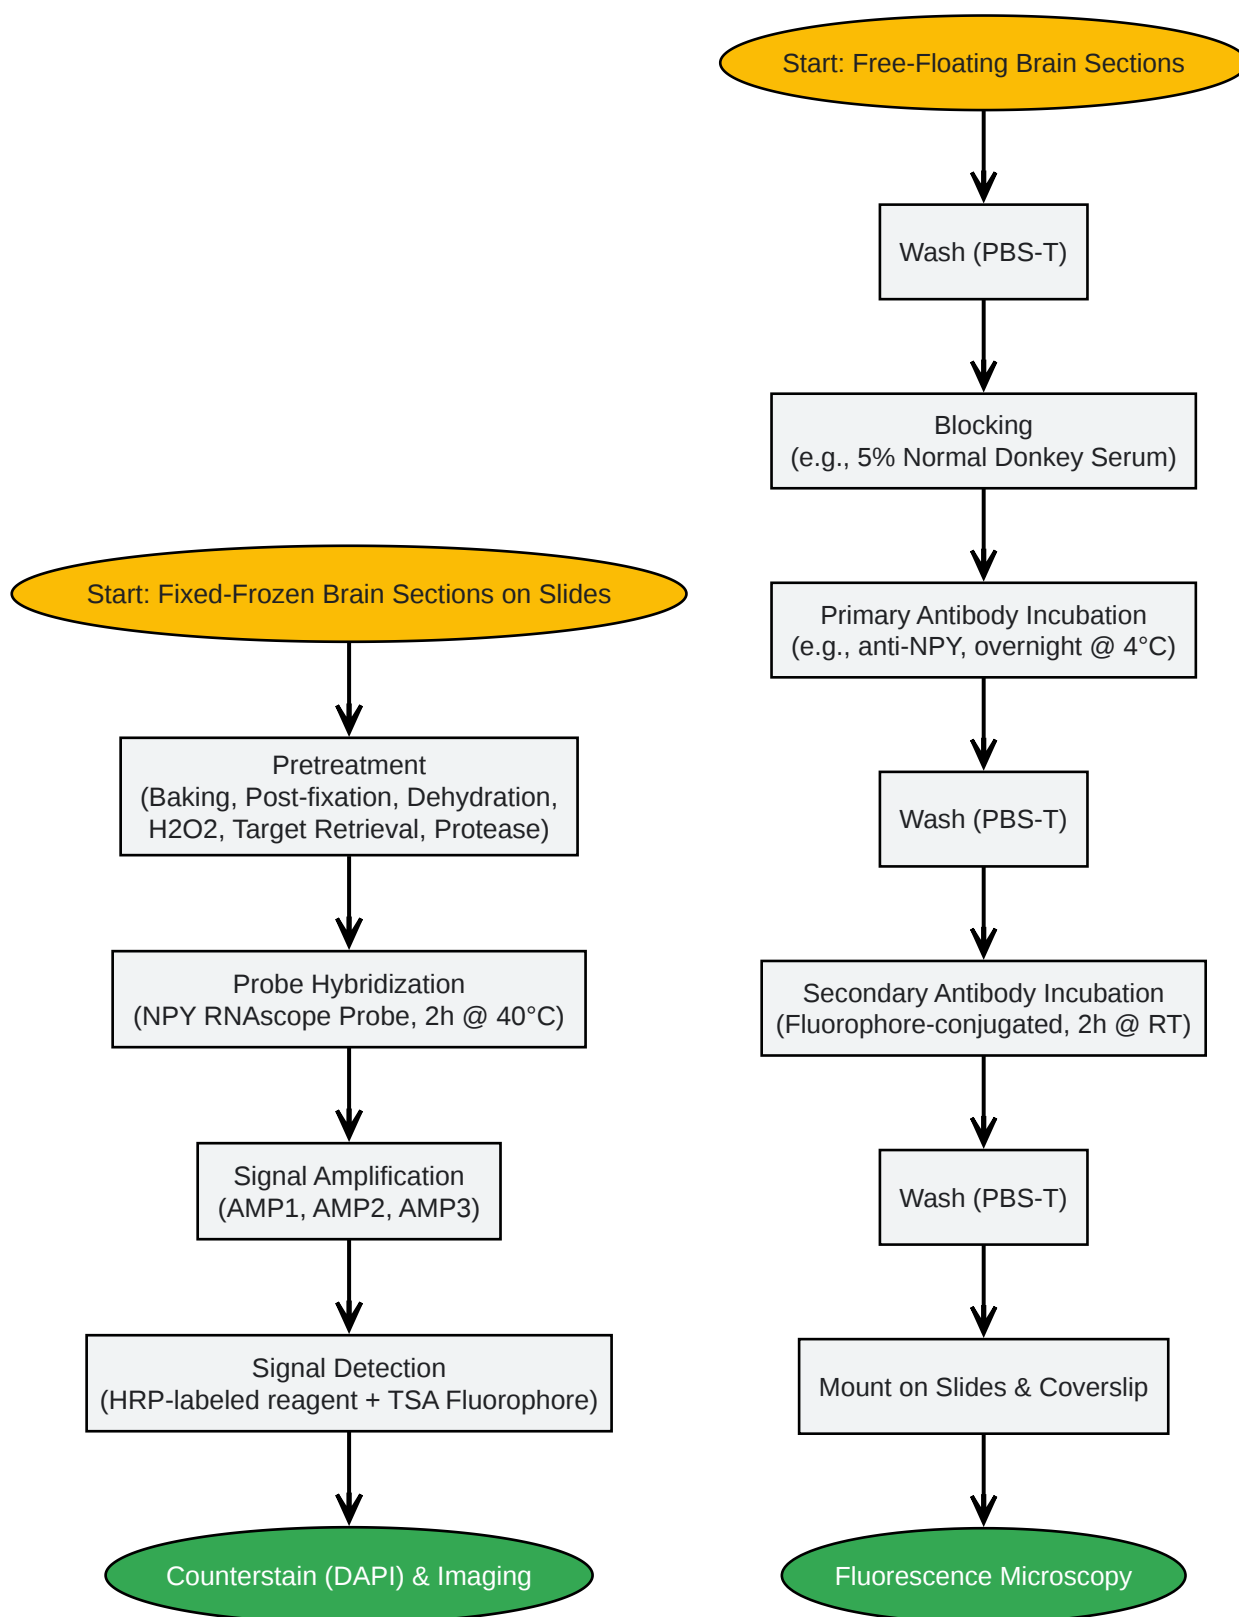 Start: Fixed-Frozen Brain Sections on Slides
Pretreatment
(Baking, Post-fixation, Dehydration,
H2O2, Target Retrieval, Protease)
Probe Hybridization
(NPY RNAscope Probe, 2h @ 40°C)
Signal Amplification
(AMP1, AMP2, AMP3)
Signal Detection
(HRP-labeled reagent + TSA Fluorophore)
Counterstain (DAPI) & Imaging
Start: Free-Floating Brain Sections
Wash (PBS-T)
Blocking
(e.g., 5% Normal Donkey Serum)
Primary Antibody Incubation
(e.g., anti-NPY, overnight @ 4°C)
Wash (PBS-T)
Secondary Antibody Incubation
(Fluorophore-conjugated, 2h @ RT)
Wash (PBS-T)
Mount on Slides & Coverslip
Fluorescence Microscopy